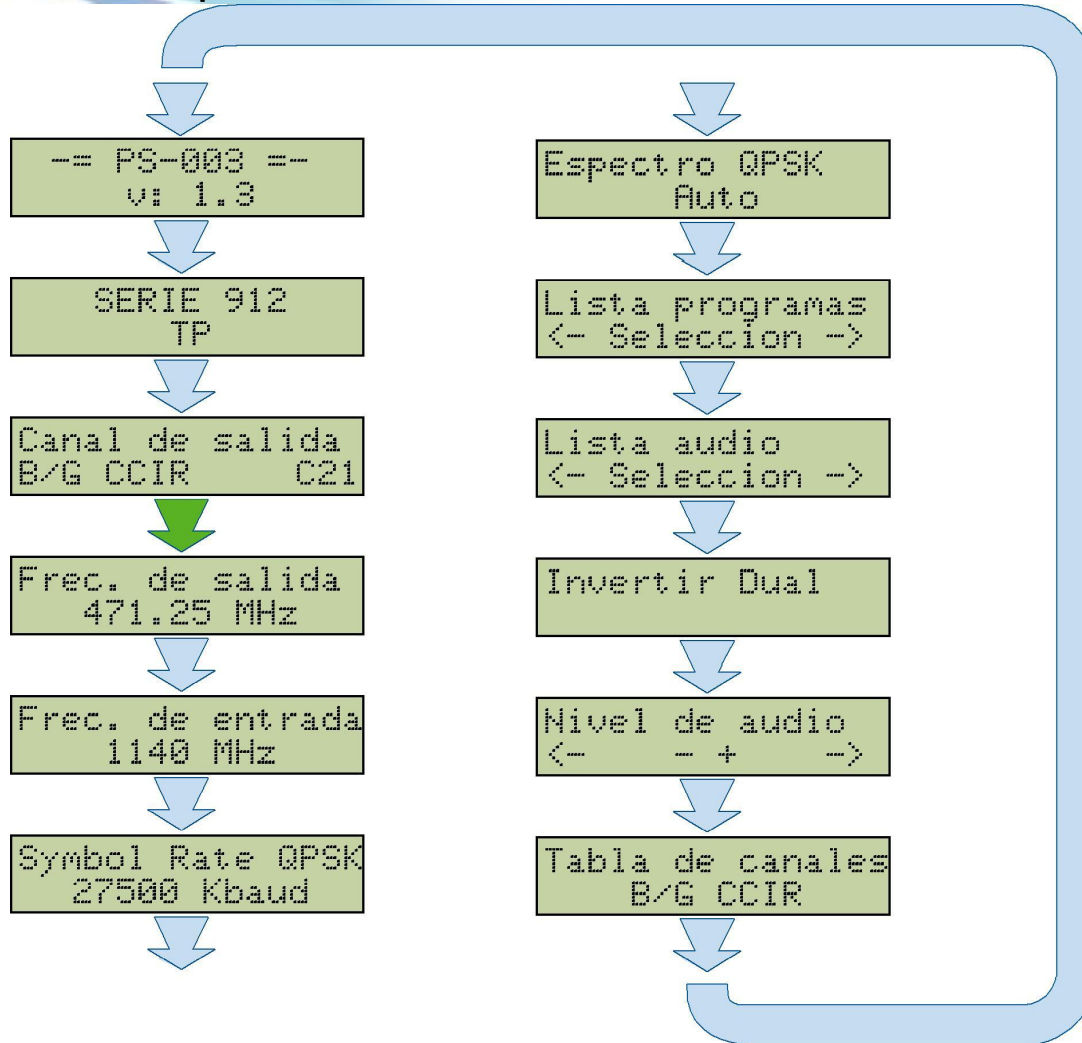 -= PS-003 =-
v: 1.3
SERIE 912
TP
Canal de salida
B/G CCIR C21
Frec. de salida
471.25 MHz
Frec. de entrada
1140 MHz
Symbol Rate QPSK
27500 Kbaud
Espectro QPSK
Auto
Lista programas
<- Seleccion ->
Lista audio
<- Seleccion ->
Invertir Dual
Nivel de audio
<- - + ->
Tabla de canales
B/G CCIR